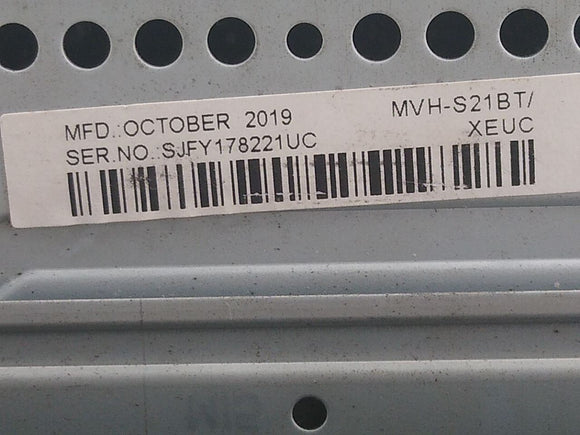 MFD.:OCTOBER 2019 MVH-S21BT/
SER.NO.:SJFY178221UC XEUC